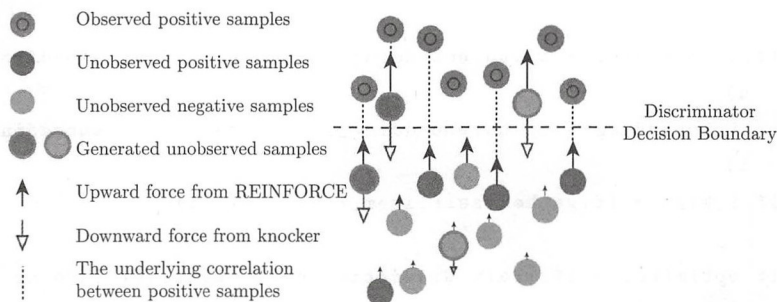 Observed positive samples
Unobserved positive samples
Unobserved negative samples
Generated unobserved samples
Upward force from REINFORCE
Downward force from knocker
The underlying correlation
between positive samples
Discriminator
Decision Boundary